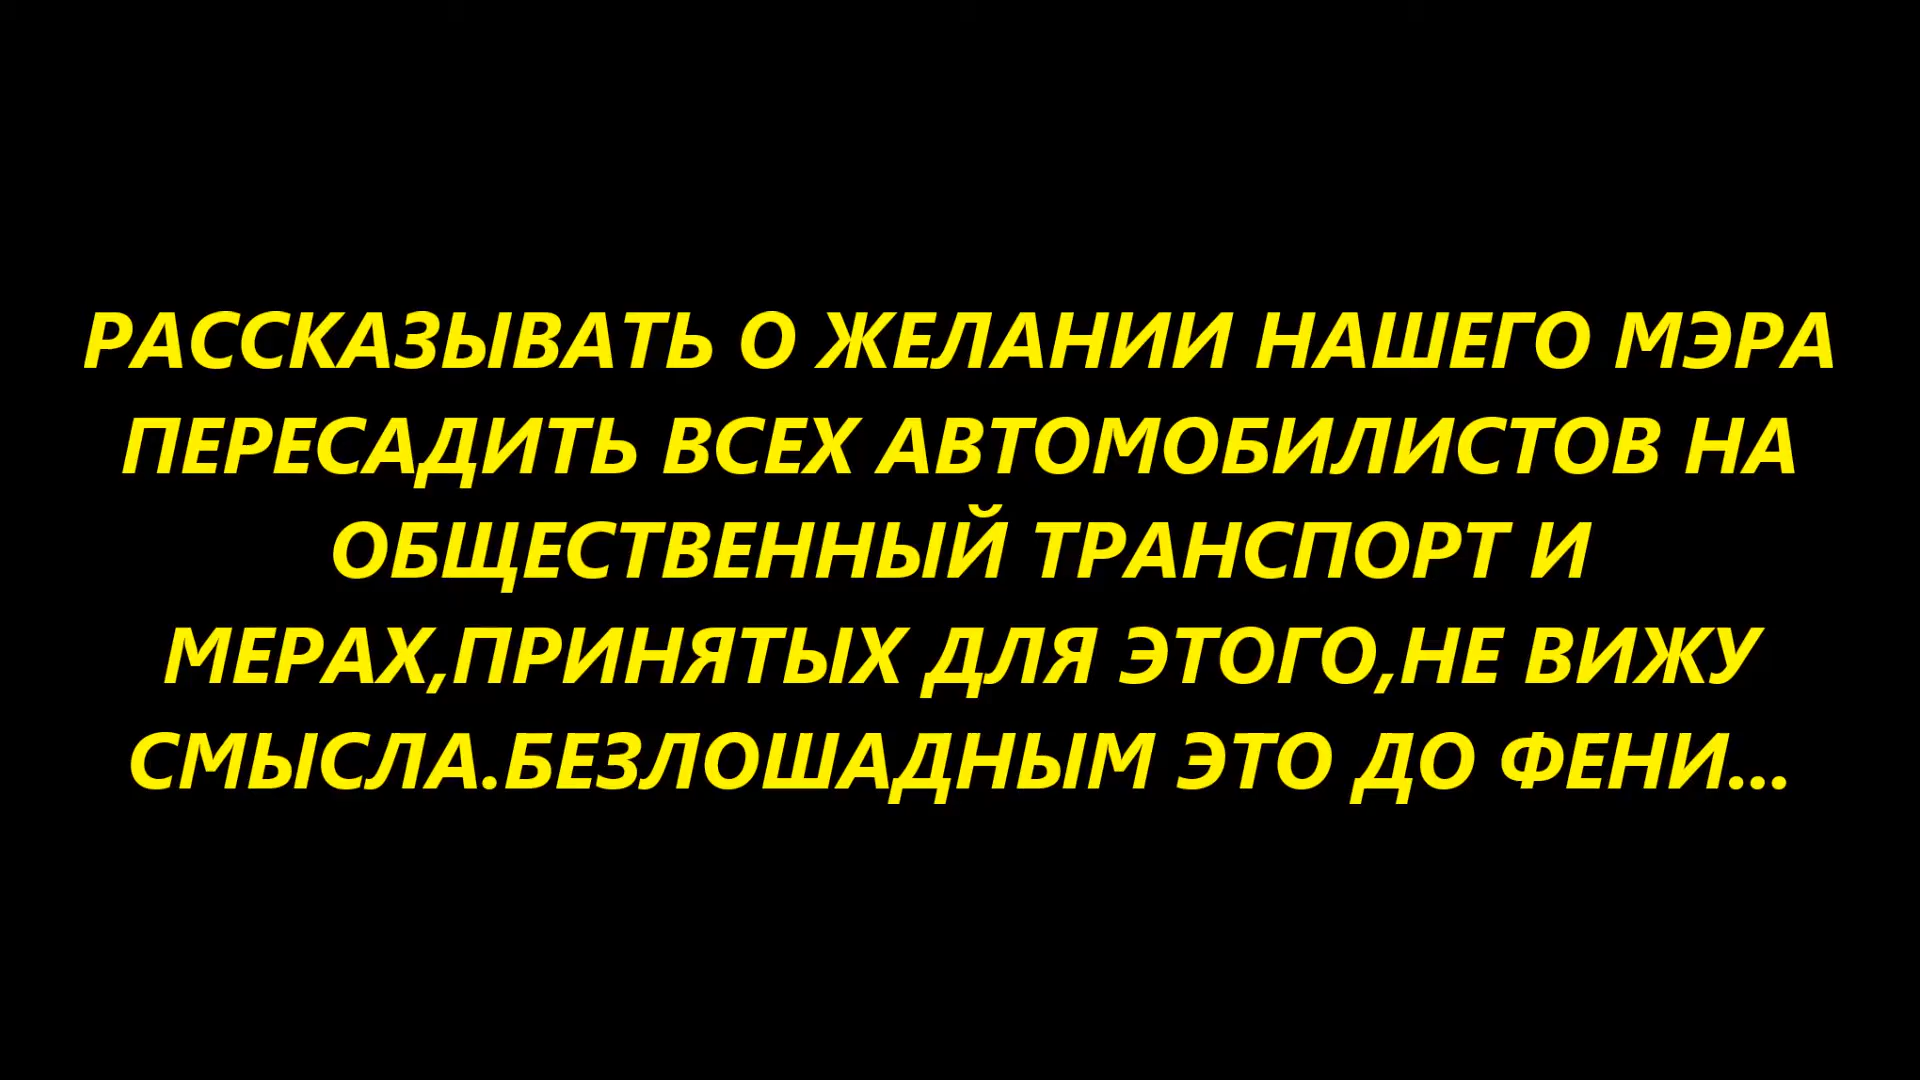 РАССКАЗЫВАТЬ О ЖЕЛАНИИ НАШЕГО МЭРА
ПЕРЕСАДИТЬ ВСЕХ АВТОМОБИЛИСТОВ НА
ОБЩЕСТВЕННЫЙ ТРАНСПОРТ И
МЕРАХ,ПРИНЯТЫХ ДЛЯ ЭТОГО,НЕ ВИЖУ
СМЫСЛА.БЕЗЛОШАДНЫМ ЭТО ДО ФЕНИ...